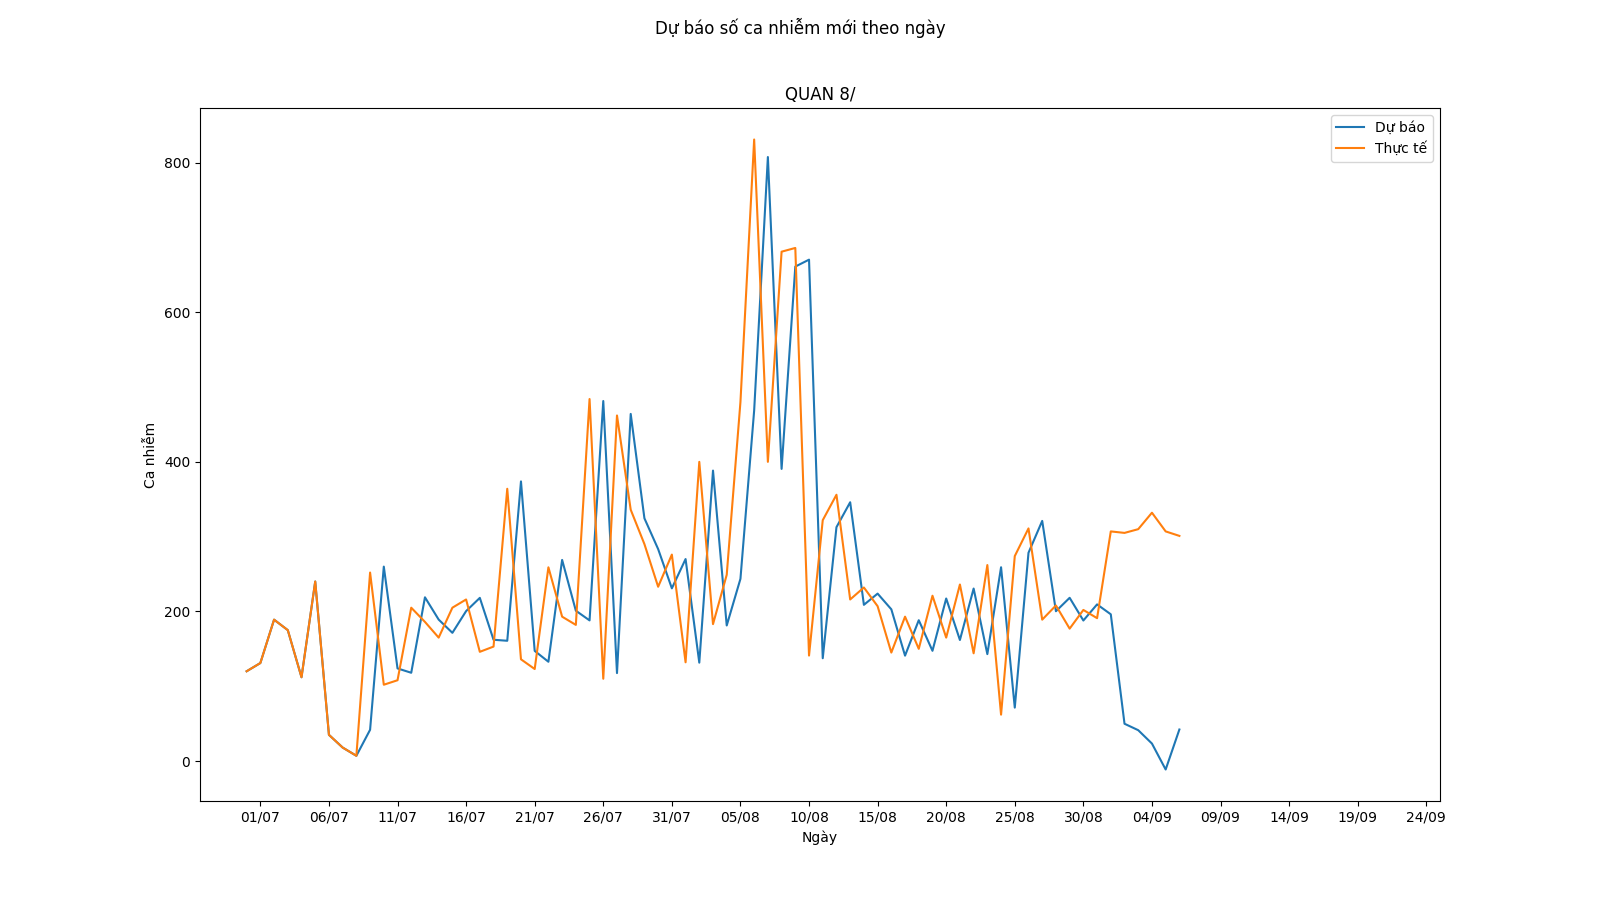 Dự báo số ca nhiễm mới theo ngày
QUAN 8/
Dự báo
Thực tế
800
600
400
200
0
Ca nhiễm
01/07 06/07 11/07 16/07 21/07 26/07 31/07 05/08 10/08 15/08 20/08 25/08 30/08 04/09 09/09 14/09 19/09 24/09
Ngày